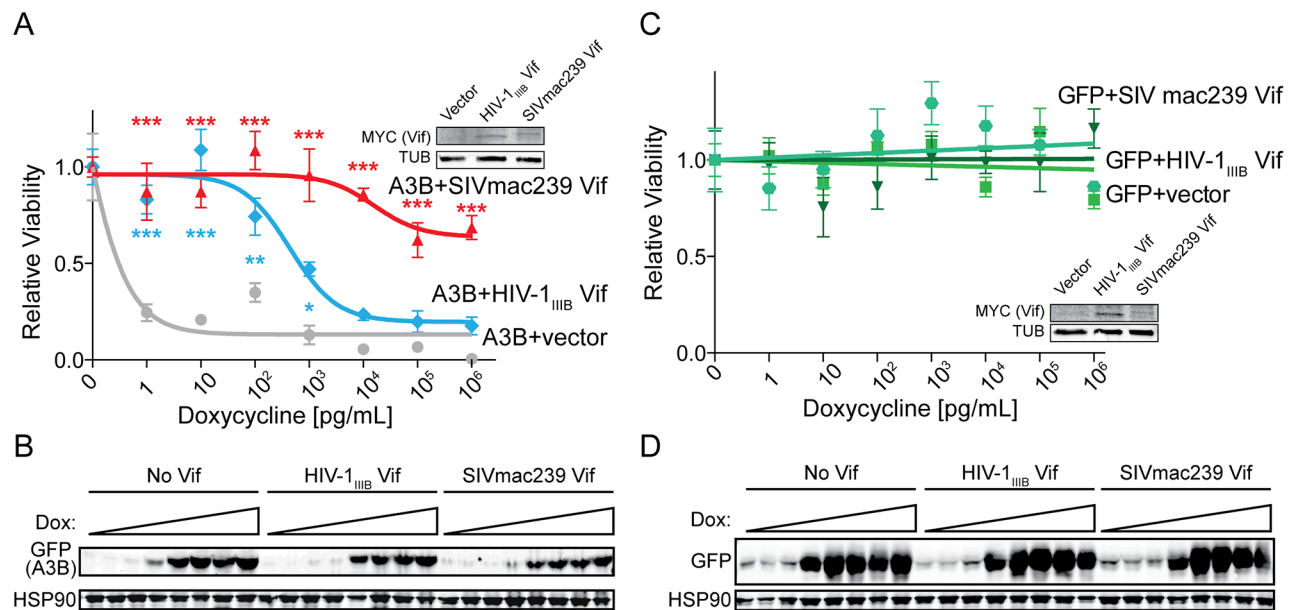 A
Relative Viability
1.0
0.5
0.0
*** *** *** *** *** *** ***
*** *** ** *
Vector
HIV-1IIIB Vif
SIVmac239 Vif
MYC (Vif)
TUB
A3B+SIVmac239 Vif
A3B+HIV-1IIIB Vif
A3B+vector
0 1 10 10² 10³ 10⁴ 10⁵ 10⁶
Doxycycline [pg/mL]
C
Relative Viability
1.0
0.5
0.0
GFP+SIV mac239 Vif
GFP+HIV-1IIIB Vif
GFP+vector
Vector
HIV-1IIIB Vif
SIVmac239 Vif
MYC (Vif)
TUB
0 1 10 10² 10³ 10⁴ 10⁵ 10⁶
Doxycycline [pg/mL]
B
No Vif HIV-1IIIB Vif SIVmac239 Vif
Dox:
GFP
(A3B)
HSP90
D
No Vif HIV-1IIIB Vif SIVmac239 Vif
Dox:
GFP
HSP90